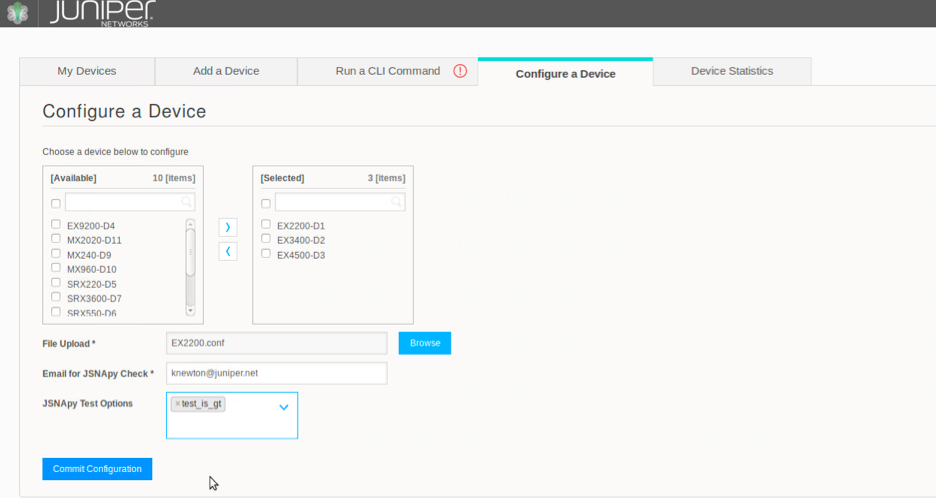 JUNIPER
NETWORKS
My Devices
Add a Device
Run a CLI Command
Configure a Device
Device Statistics
Configure a Device
Choose a device below to configure
[Available] 10 [items]
EX9200-D4
MX2020-D11
MX240-D9
MX960-D10
SRX220-D5
SRX3600-D7
SRX550-D6
[Selected] 3 [items]
EX2200-D1
EX3400-D2
EX4500-D3
File Upload * EX2200.conf Browse
Email for JSNApy Check * knewton@juniper.net
JSNApy Test Options ×test_is_gt
Commit Configuration